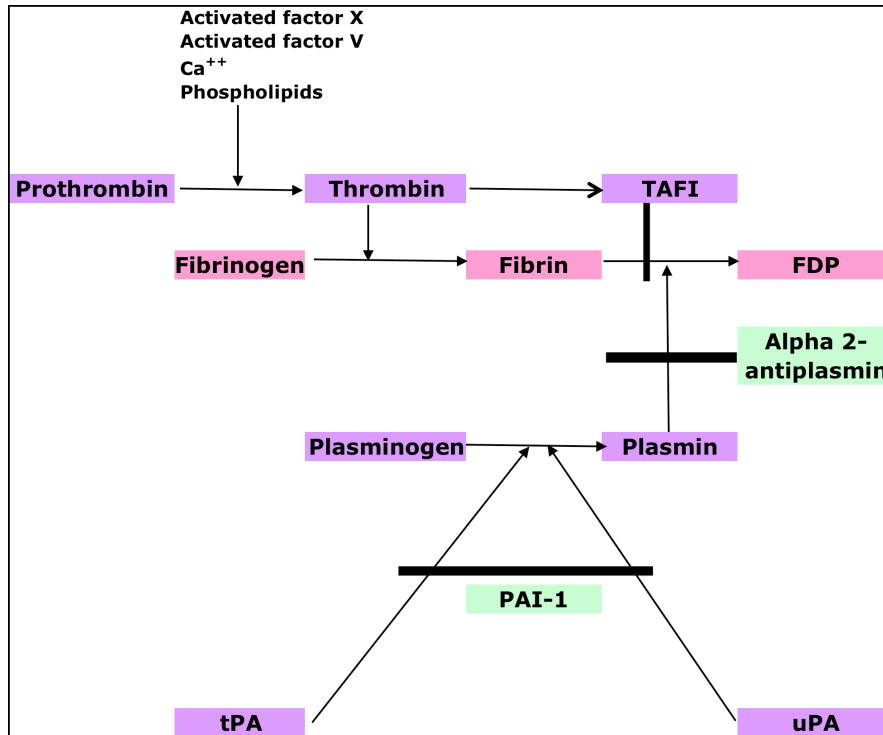 Activated factor X
Activated factor V
Ca++
Phospholipids
Prothrombin
Thrombin
TAFI
Fibrinogen
Fibrin
FDP
Alpha 2-
antiplasmin
Plasminogen
Plasmin
PAI-1
tPA
uPA